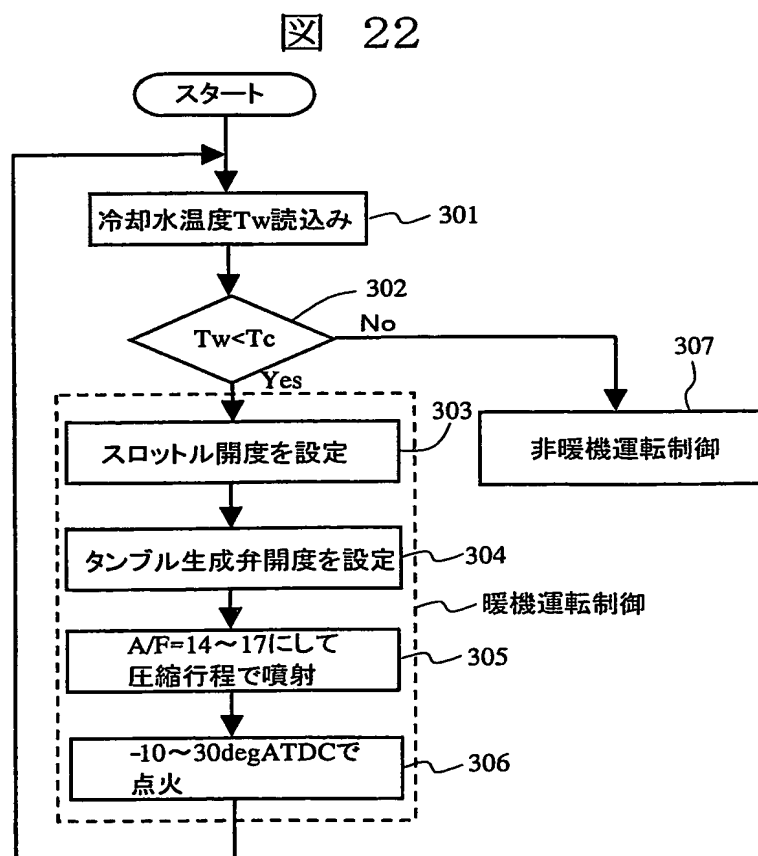 図 22
スタート
冷却水温度Tw読込み
301
302
Tw<Tc
No
Yes
307
303
スロットル開度を設定
非暖機運転制御
タンブル生成弁開度を設定
304
暖機運転制御
A/F=14～17にして
圧縮行程で噴射
305
-10～30degATDCで
点火
306